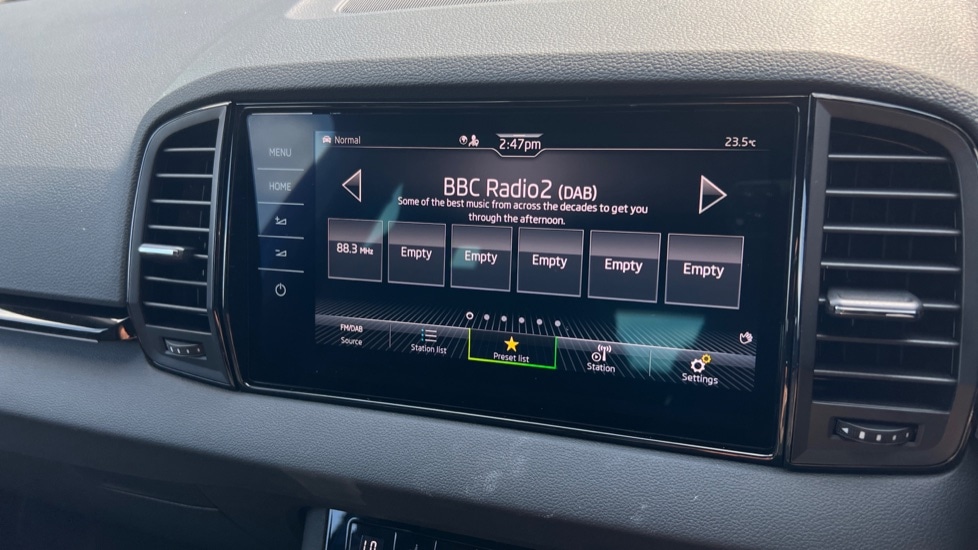 Normal
2:47pm
23.5°C
MENU
HOME
BBC Radio2 (DAB)
Some of the best music from across the decades to get you
through the afternoon.
88.3 MHz
Empty
Empty
Empty
Empty
Empty
FM/DAB
Source
Station list
Preset list
Station
Settings